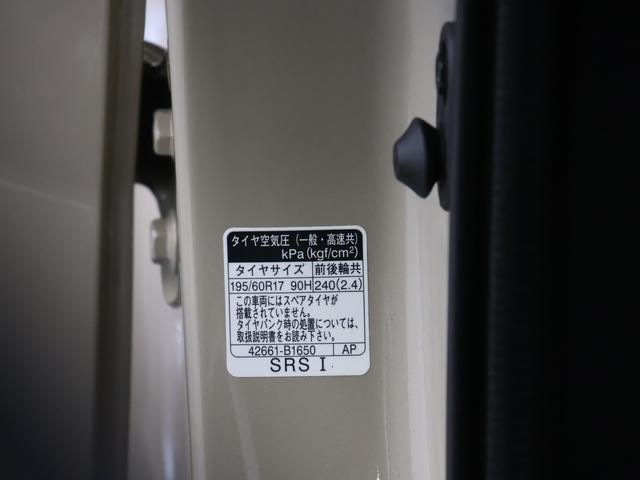 タイヤ空気圧（一般・高速共）
kPa(kgf/cm²)
タイヤサイズ 前後輪共
195/60R17 90H 240(2.4)
この車両にはスペアタイヤが
搭載されていません。
タイヤパンク時の処置については、
取扱説明書をお読み下さい。
42661-B1650 AP
SRS I